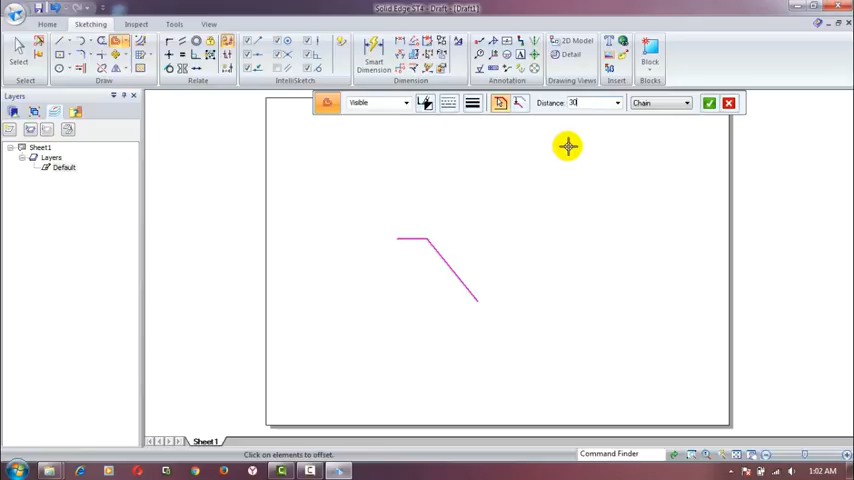 Solid Edge ST4 - Draft - [Draft1]
Home
Sketching
Inspect
Tools
View
Select
Smart
Dimension
2D Model
Detail
Block
Select
Draw
Relate
IntelliSketch
Dimension
Annotation
Drawing Views
Insert
Blocks
Layers
Visible
Distance:
30
Chain
Sheet1
Layers
Default
Sheet1
Click on elements to offset.
Command Finder
1:02 AM